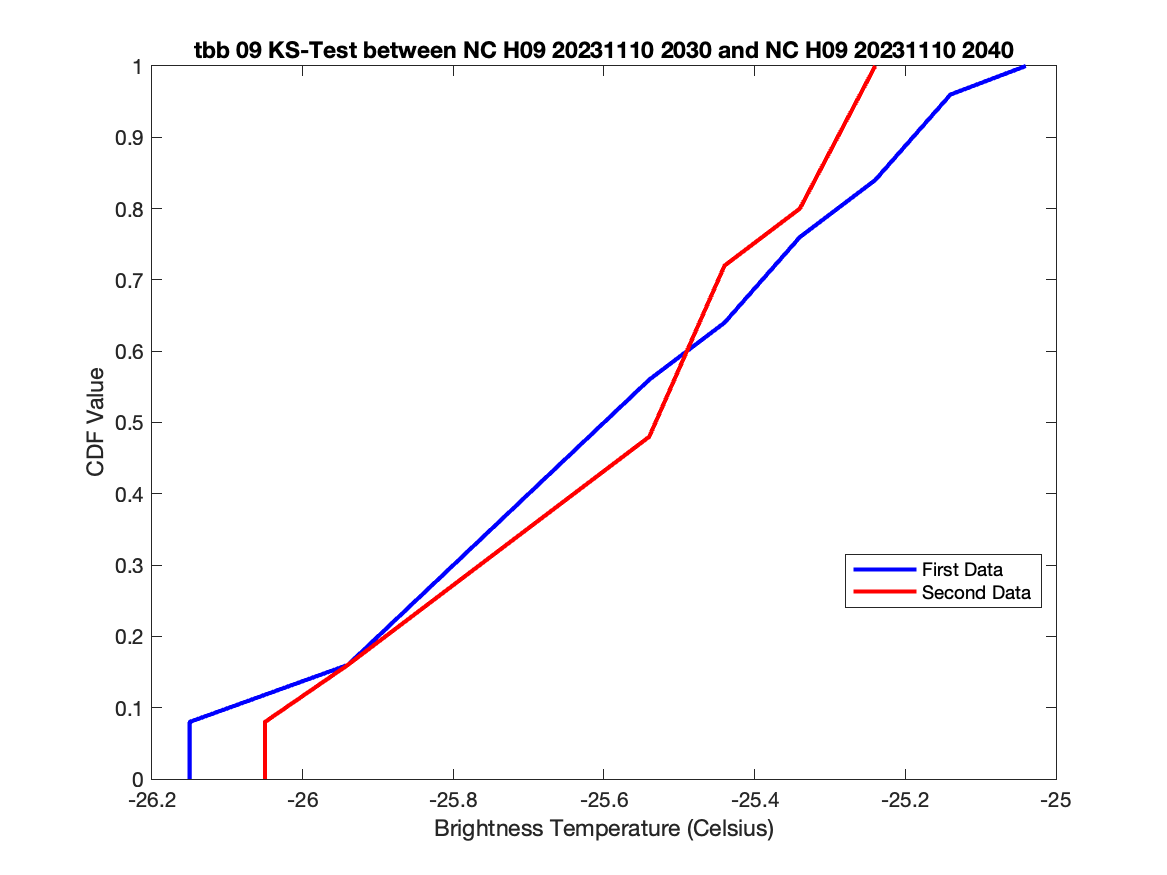 tbb 09 KS-Test between NC H09 20231110 2030 and NC H09 20231110 2040
1
0.9
0.8
0.7
0.6
0.5
0.4
0.3
0.2
0.1
0
CDF Value
First Data
Second Data
-26.2 -26 -25.8 -25.6 -25.4 -25.2 -25
Brightness Temperature (Celsius)